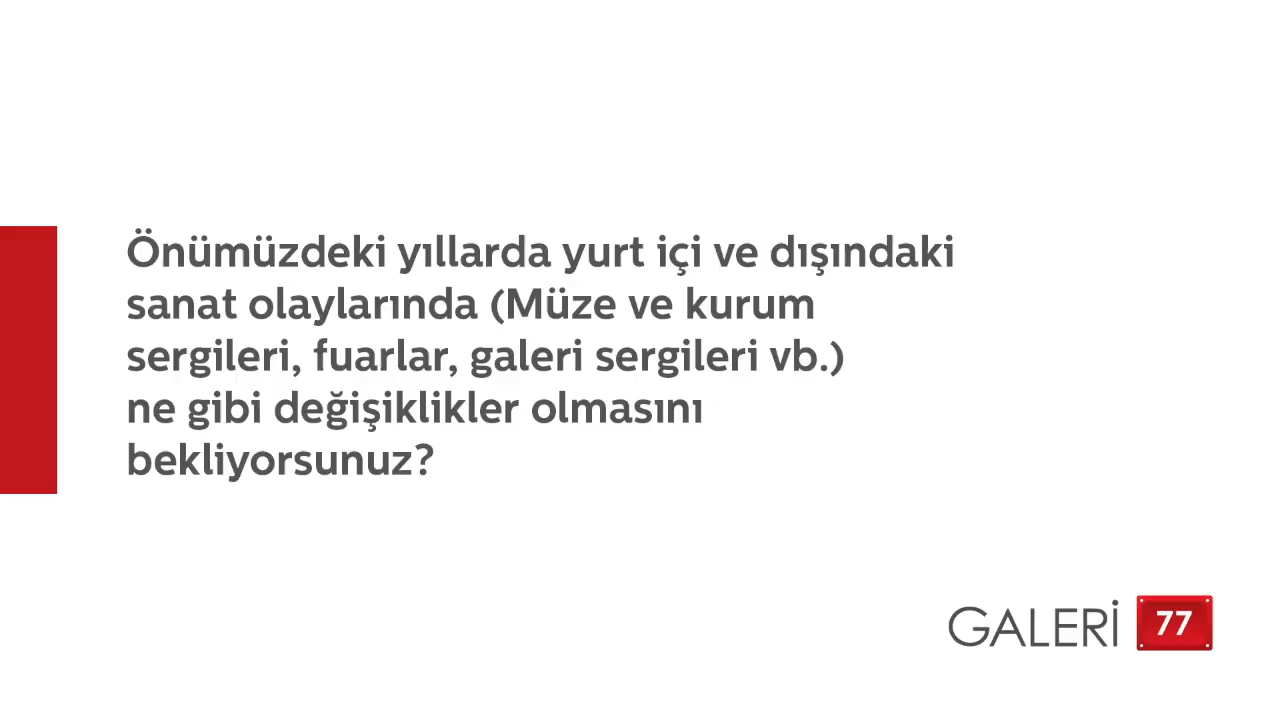 Önümüzdeki yıllarda yurt içi ve dışındaki
sanat olaylarında (Müze ve kurum
sergileri, fuarlar, galeri sergileri vb.)
ne gibi değişiklikler olmasını
bekliyorsunuz?
GALERİ 77